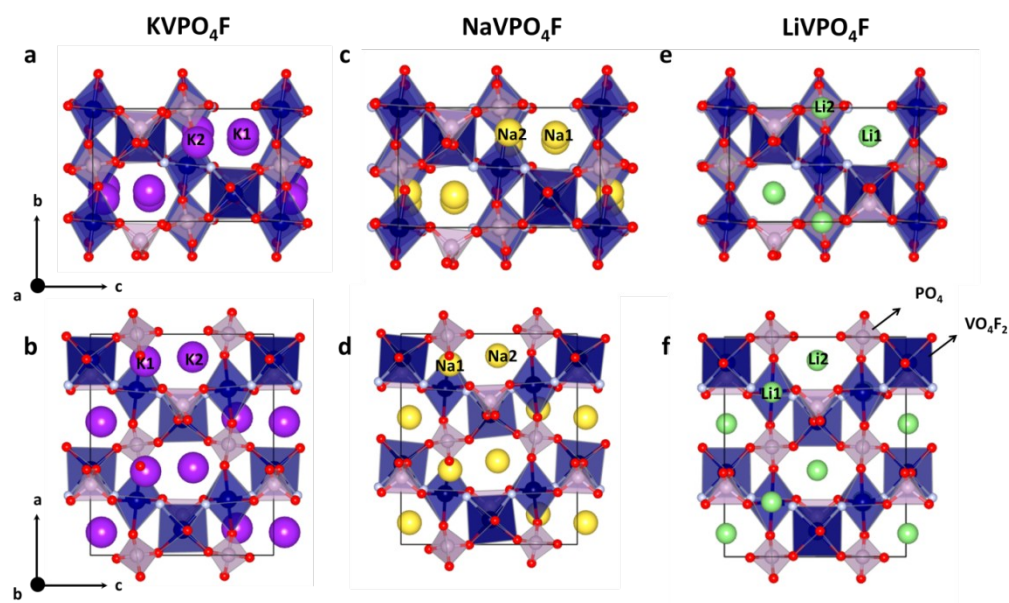 KVPO₄F
NaVPO₄F
LiVPO₄F
a
c
e
K2
K1
Na2
Na1
Li2
Li1
b
a
c
PO₄
VO₄F₂
b
d
f
K1
K2
Na1
Na2
Li2
Li1
a
b
c